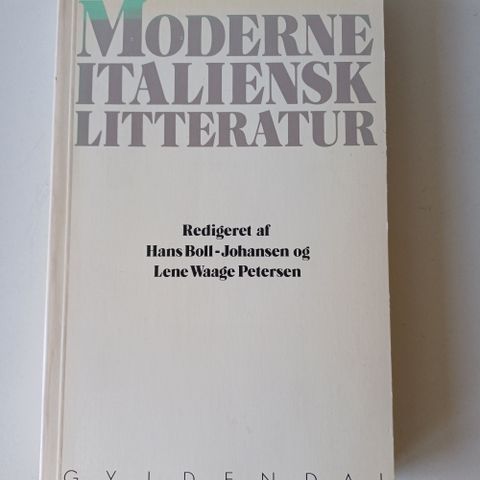 MODERNE
ITALIENSK
LITTERATUR
Redigeret af
Hans Boll-Johansen og
Lene Waage Petersen
GYLDENDAL